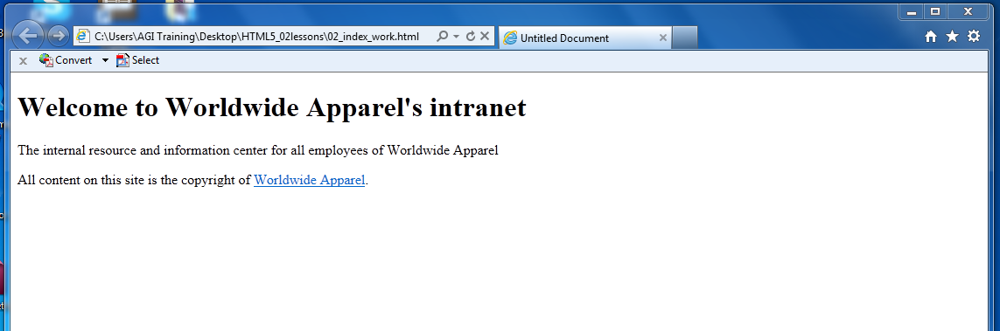 C:\Users\AGI Training\Desktop\HTML5_02lessons\02_index_work.html
Untitled Document
Convert
Select
Welcome to Worldwide Apparel's intranet
The internal resource and information center for all employees of Worldwide Apparel
All content on this site is the copyright of Worldwide Apparel.